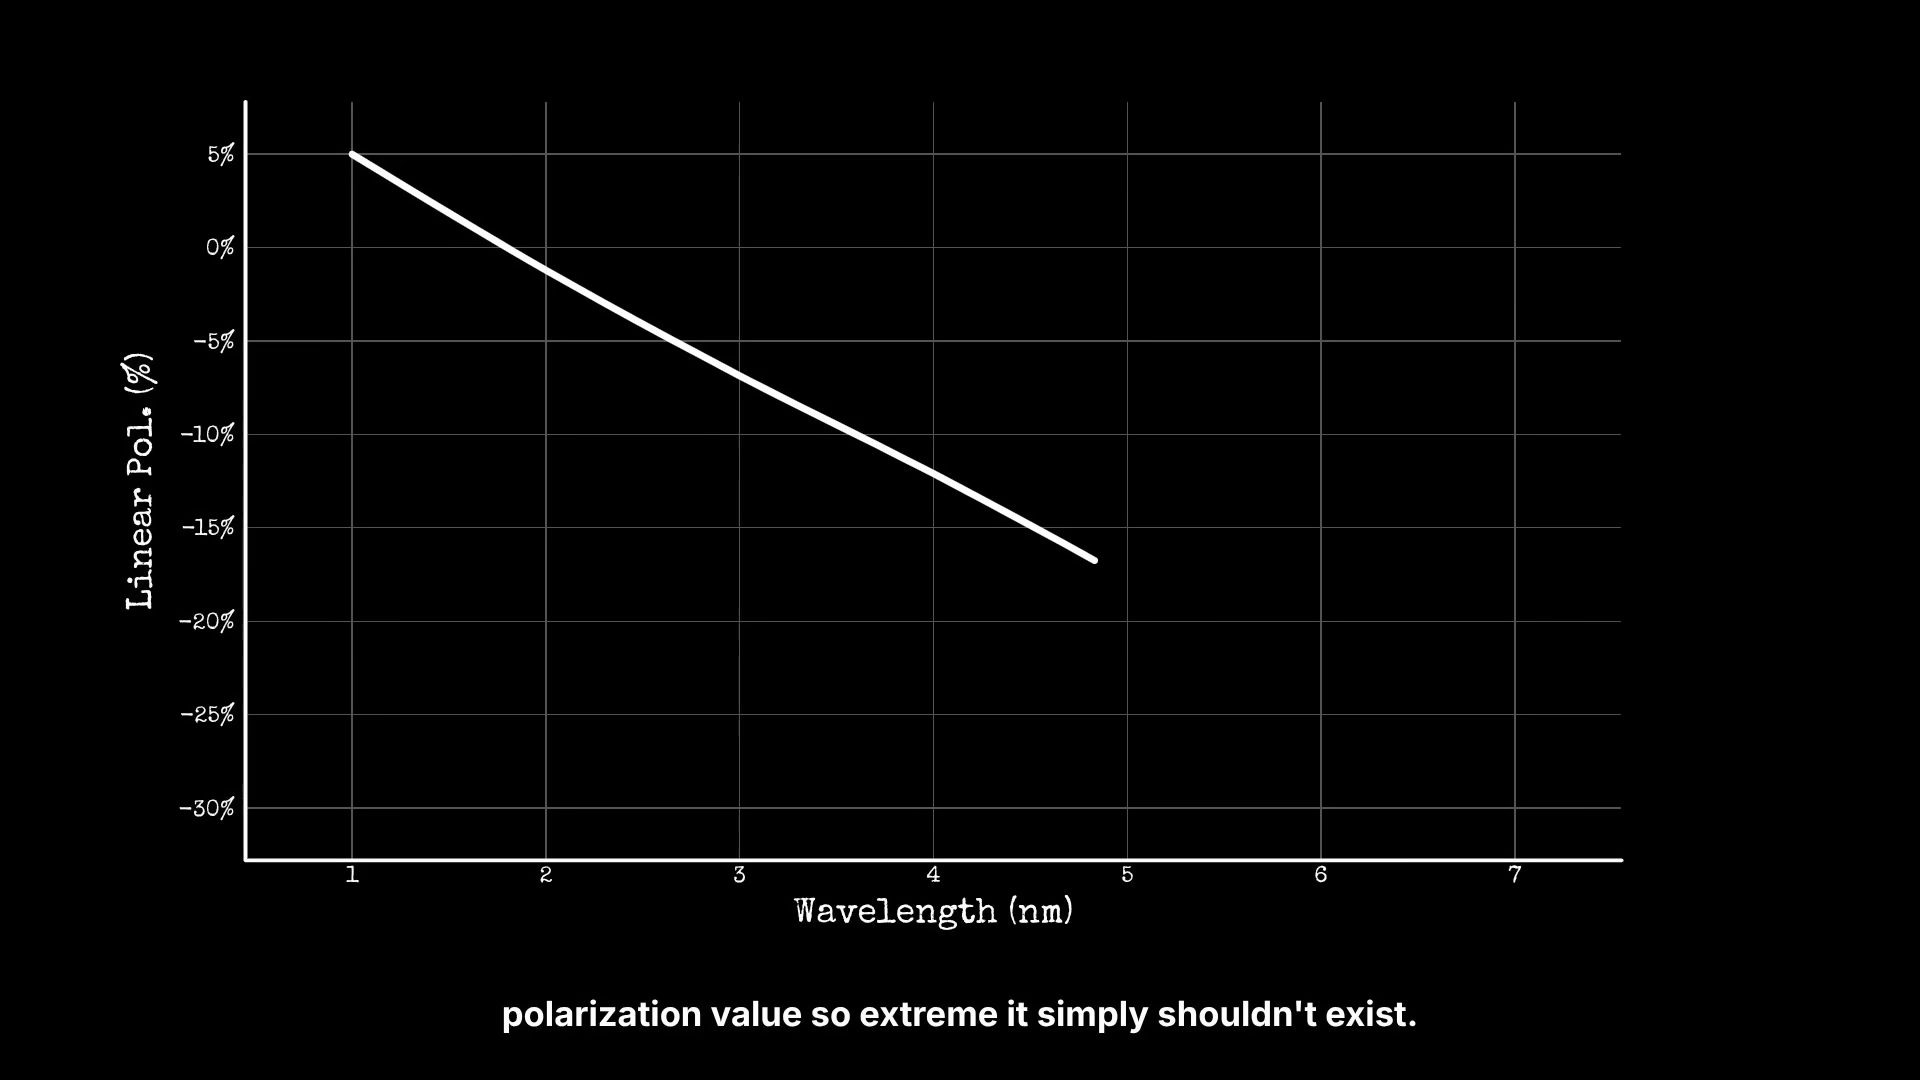 Linear Pol. (%)
5%
0%
-5%
-10%
-15%
-20%
-25%
-30%
1 2 3 4 5 6 7
Wavelength (nm)
polarization value so extreme it simply shouldn't exist.